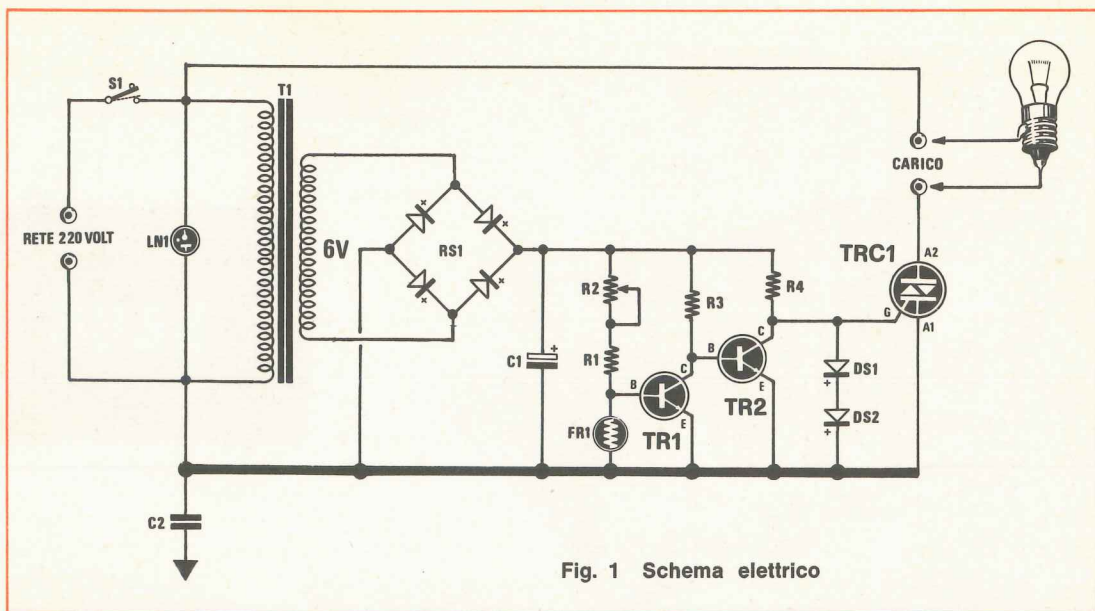 S1
T1
RETE 220 VOLT
LN1
6V
RS1
+
+
+
+
C1
+
R2
R1
FR1
B
C
E
TR1
R3
B
C
E
TR2
R4
DS1
+
DS2
+
G
A2
A1
TRC1
CARICO
C2
Fig. 1 Schema elettrico